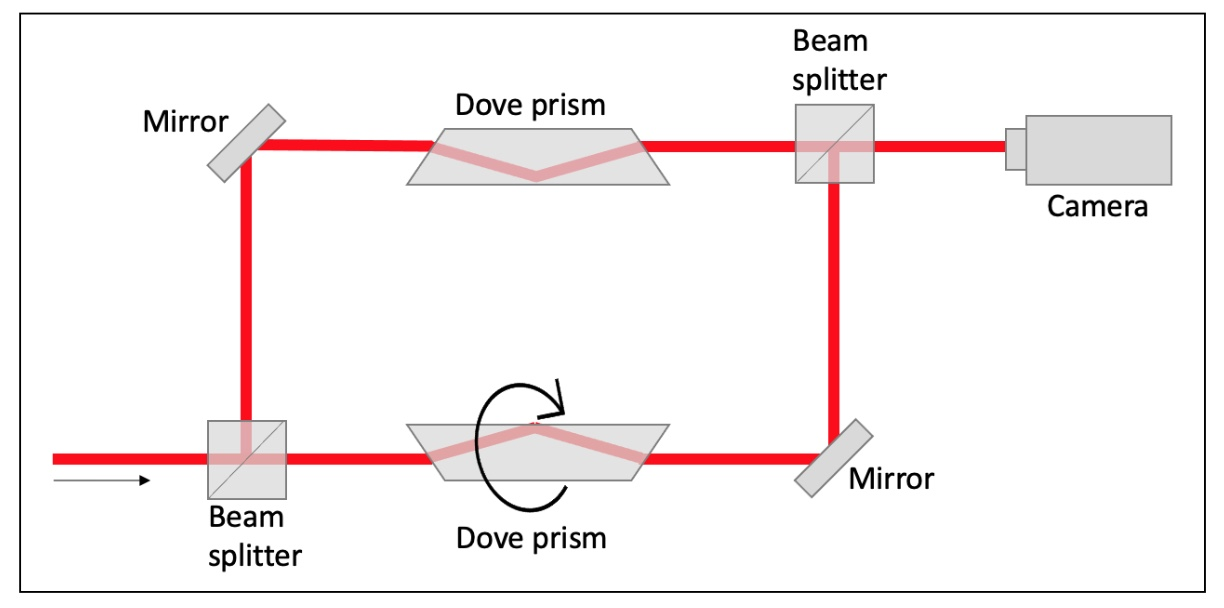 Beam
splitter
Dove prism
Mirror
Camera
Mirror
Beam
splitter
Dove prism